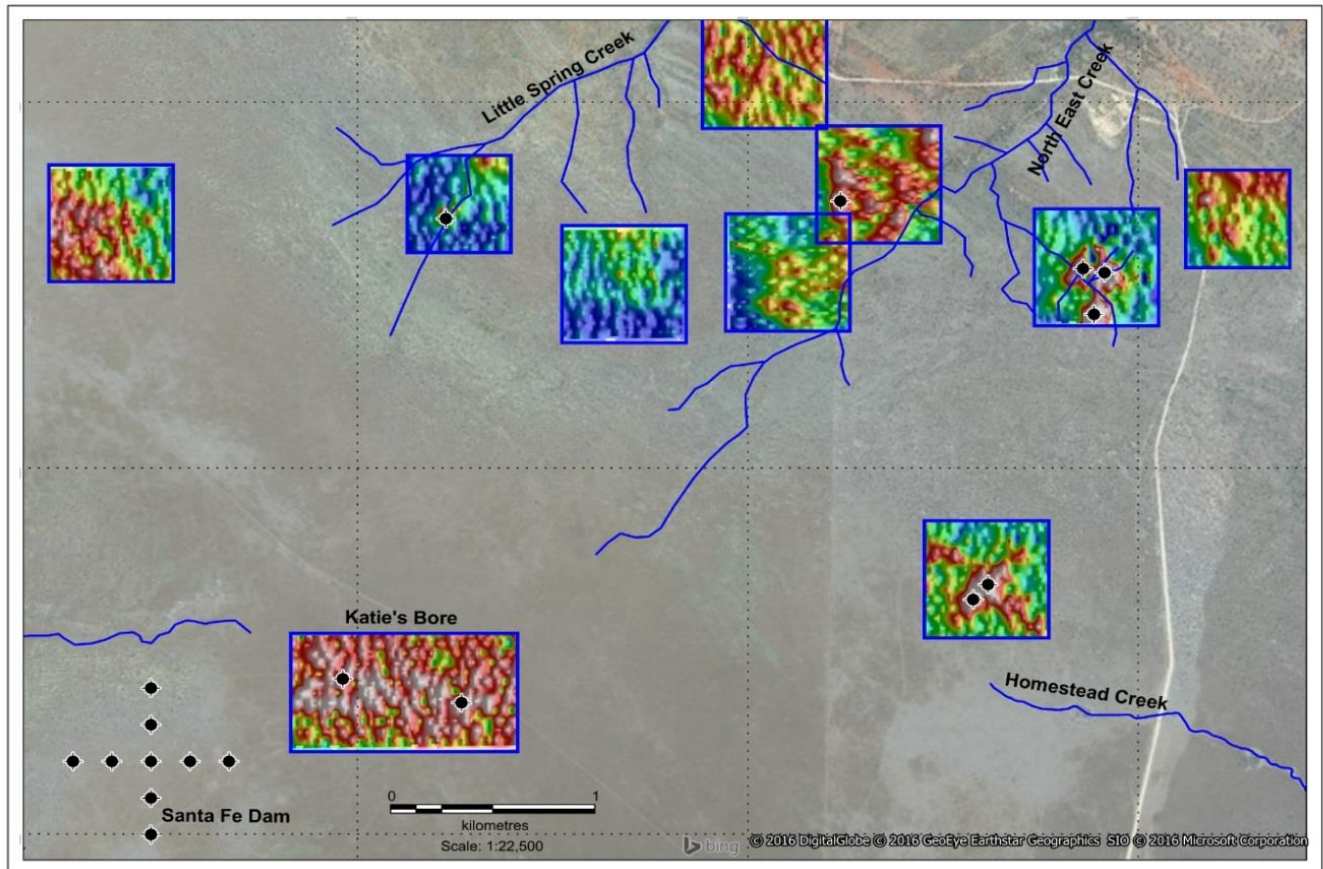 Little Spring Creek
North East Creek
Katie's Bore
Homestead Creek
Santa Fe Dam
0 1
kilometres
Scale: 1:22,500
bing
© 2016 DigitalGlobe © 2016 GeoEye Earthstar Geographics SIO © 2016 Microsoft Corporation